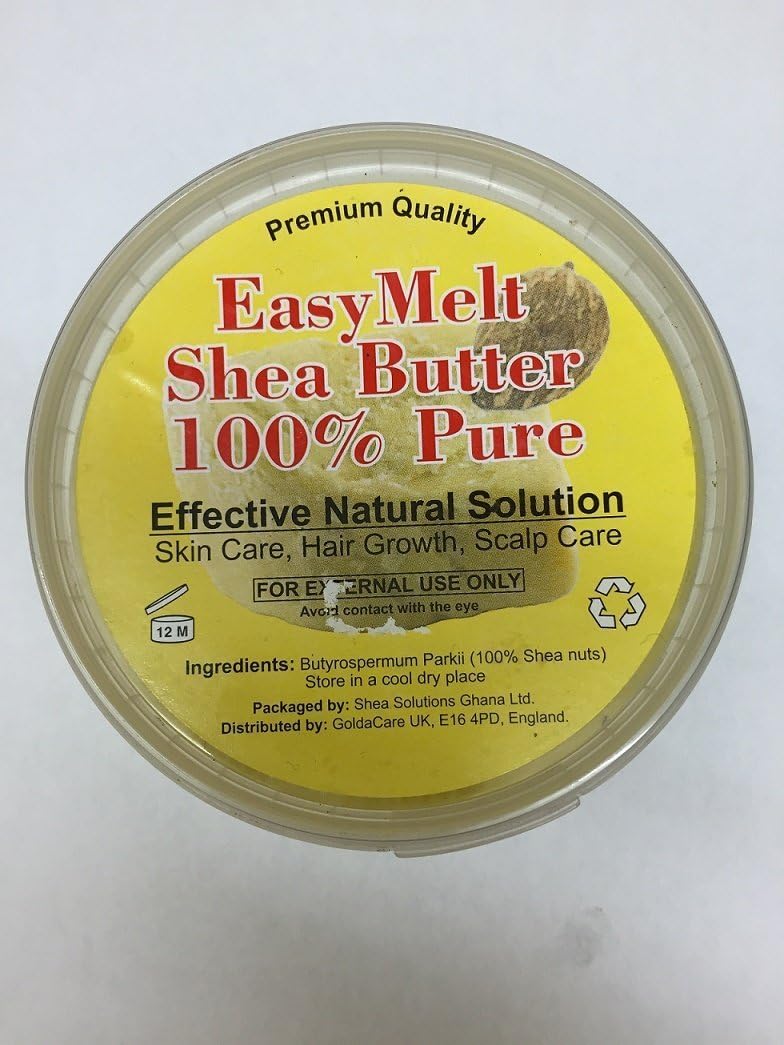 Premium Quality
EasyMelt
Shea Butter
100% Pure
Effective Natural Solution
Skin Care, Hair Growth, Scalp Care
FOR EXTERNAL USE ONLY
Avoid contact with the eye
12 M
Ingredients: Butyrospermum Parkii (100% Shea nuts)
Store in a cool dry place
Packaged by: Shea Solutions Ghana Ltd.
Distributed by: GoldaCare UK, E16 4PD, England.